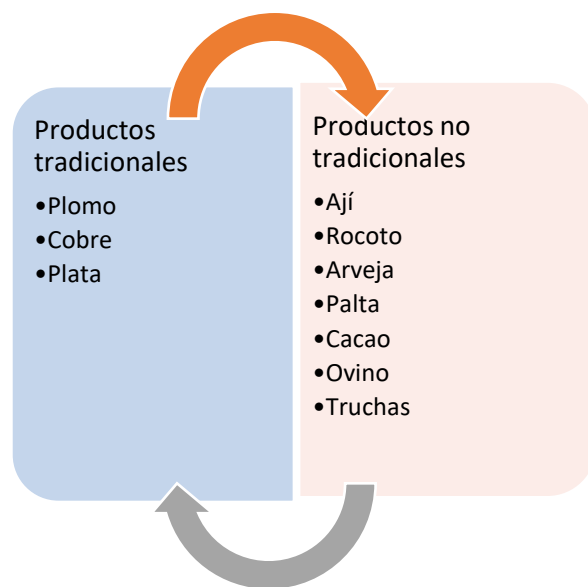 Productos
tradicionales
•Plomo
•Cobre
•Plata
Productos no
tradicionales
•Ají
•Rocoto
•Arveja
•Palta
•Cacao
•Ovino
•Truchas